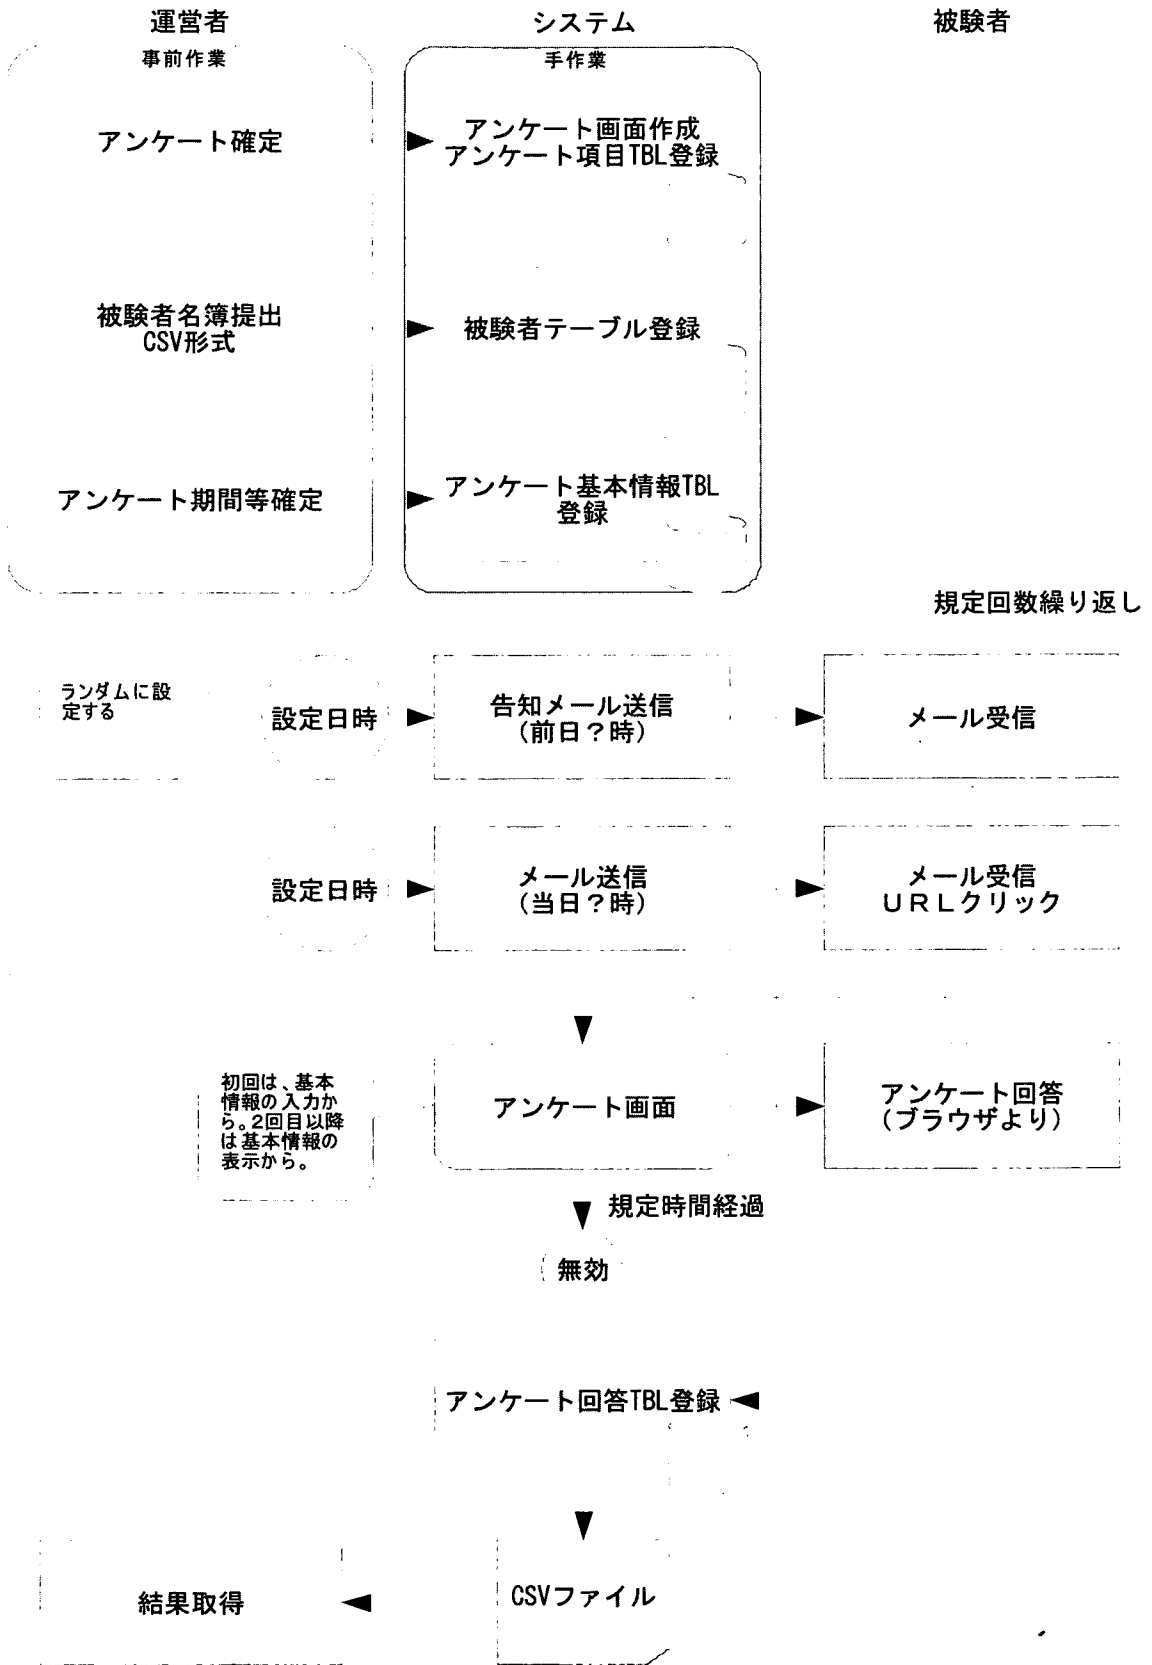 運営者
システム
被験者
事前作業
手作業
アンケート確定
アンケート画面作成
アンケート項目TBL登録
被験者名簿提出
CSV形式
被験者テーブル登録
アンケート期間等確定
アンケート基本情報TBL
登録
規定回数繰り返し
ランダムに設
定する
設定日時
告知メール送信
(前日?時)
メール受信
設定日時
メール送信
(当日?時)
メール受信
URLクリック
初回は、基本
情報の入力か
ら。2回目以降
は基本情報の
表示から。
アンケート画面
アンケート回答
(ブラウザより)
規定時間経過
無効
アンケート回答TBL登録
結果取得
CSVファイル